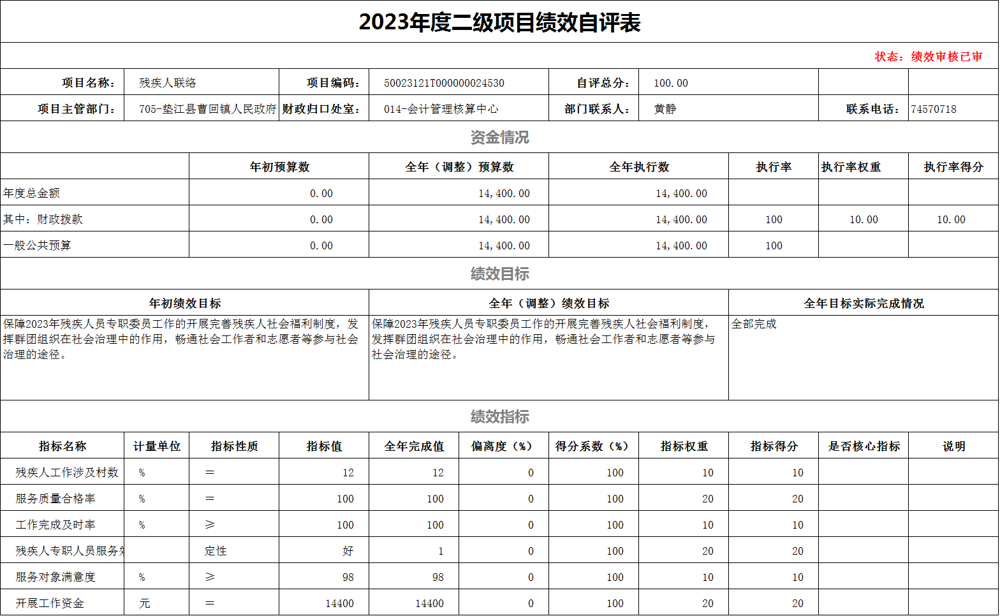 2023年度二级项目绩效自评表
状态：绩效审核已审
项目名称： 残疾人联络 项目编码： 50023121T000000024530 自评总分： 100.00
项目主管部门： 705-垫江县曹回镇人民政府 财政归口处室： 014-会计管理核算中心 部门联系人： 黄静 联系电话： 74570718
资金情况
年初预算数 全年（调整）预算数 全年执行数 执行率 执行率权重 执行率得分
年度总金额 0.00 14,400.00 14,400.00
其中：财政拨款 0.00 14,400.00 14,400.00 100 10.00 10.00
一般公共预算 0.00 14,400.00 14,400.00 100
绩效目标
年初绩效目标 全年（调整）绩效目标 全年目标实际完成情况
保障2023年残疾人员专职委员工作的开展完善残疾人社会福利制度，发
挥群团组织在社会治理中的作用，畅通社会工作者和志愿者等参与社会
治理的途径。
保障2023年残疾人员专职委员工作的开展完善残疾人社会福利制度，
发挥群团组织在社会治理中的作用，畅通社会工作者和志愿者等参与
社会治理的途径。
全部完成
绩效指标
指标名称 计量单位 指标性质 指标值 全年完成值 偏离度（%） 得分系数（%） 指标权重 指标得分 是否核心指标 说明
残疾人工作涉及村数 % ＝ 12 12 0 100 10 10
服务质量合格率 % ＝ 100 100 0 100 20 20
工作完成及时率 % ≥ 100 100 0 100 10 10
残疾人专职人员服务 定性 好 1 0 100 20 20
服务对象满意度 % ≥ 98 98 0 100 10 10
开展工作资金 元 ＝ 14400 14400 0 100 20 20